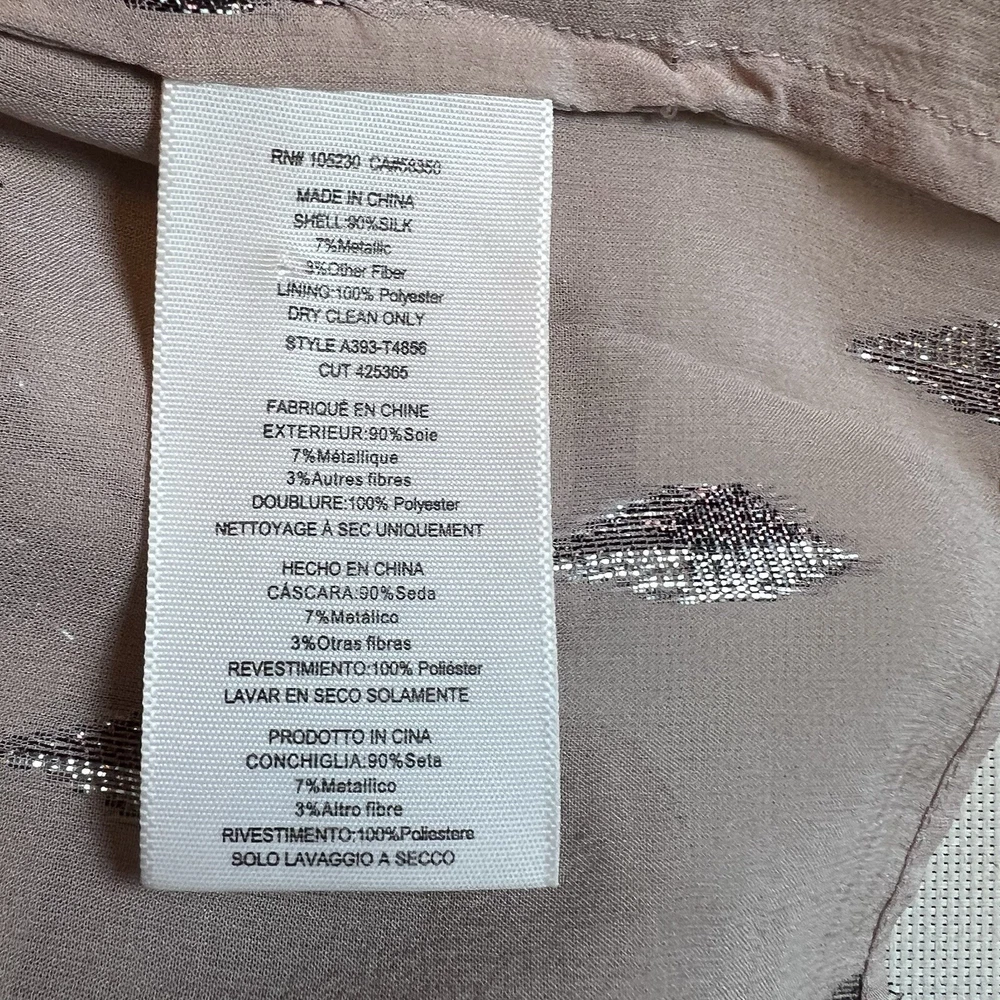 RN# 105230 CA#58350
MADE IN CHINA
SHELL:90%SILK
7%Metallic
3%Other Fiber
LINING:100% Polyester
DRY CLEAN ONLY
STYLE A393-T4856
CUT 425365
FABRIQUÉ EN CHINE
EXTERIEUR:90%Soie
7%Métallique
3%Autres fibres
DOUBLURE:100% Polyester
NETTOYAGE À SEC UNIQUEMENT
HECHO EN CHINA
CÁSCARA:90%Seda
7%Metálico
3%Otras fibras
REVESTIMIENTO:100% Poliéster
LAVAR EN SECO SOLAMENTE
PRODOTTO IN CINA
CONCHIGLIA:90%Seta
7%Metallico
3%Altro fibre
RIVESTIMENTO:100%Poliestere
SOLO LAVAGGIO A SECCO